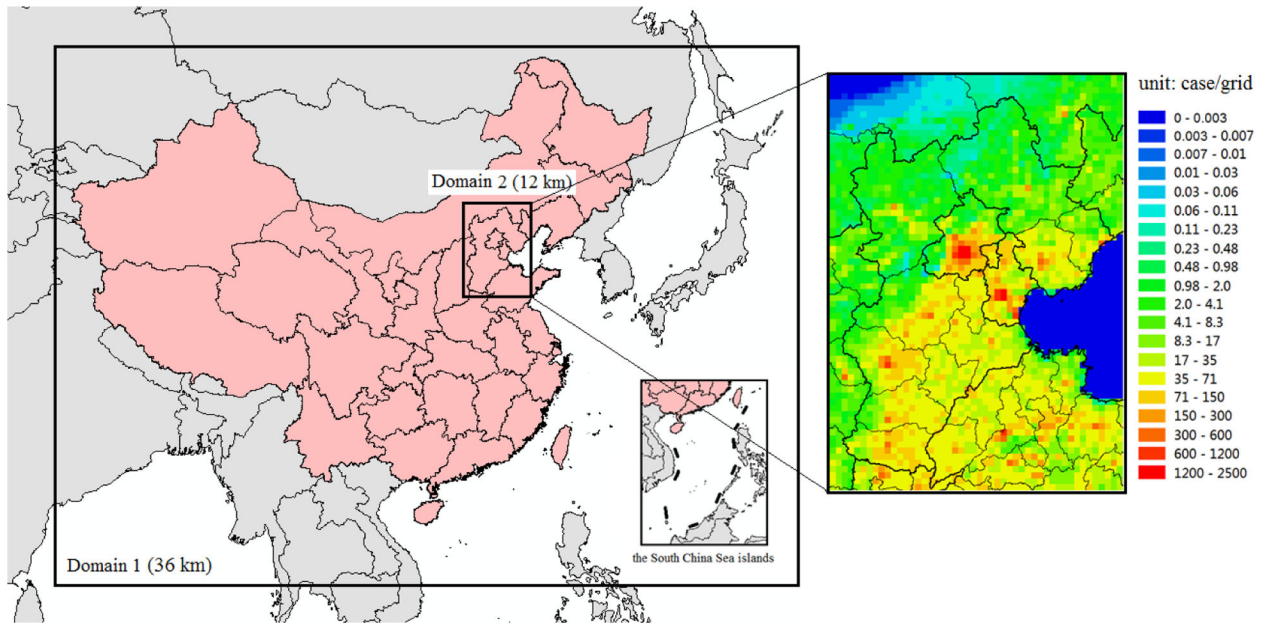 Domain 2 (12 km)
Domain 1 (36 km)
the South China Sea islands
unit: case/grid
0 - 0.003
0.003 - 0.007
0.007 - 0.01
0.01 - 0.03
0.03 - 0.06
0.06 - 0.11
0.11 - 0.23
0.23 - 0.48
0.48 - 0.98
0.98 - 2.0
2.0 - 4.1
4.1 - 8.3
8.3 - 17
17 - 35
35 - 71
71 - 150
150 - 300
300 - 600
600 - 1200
1200 - 2500